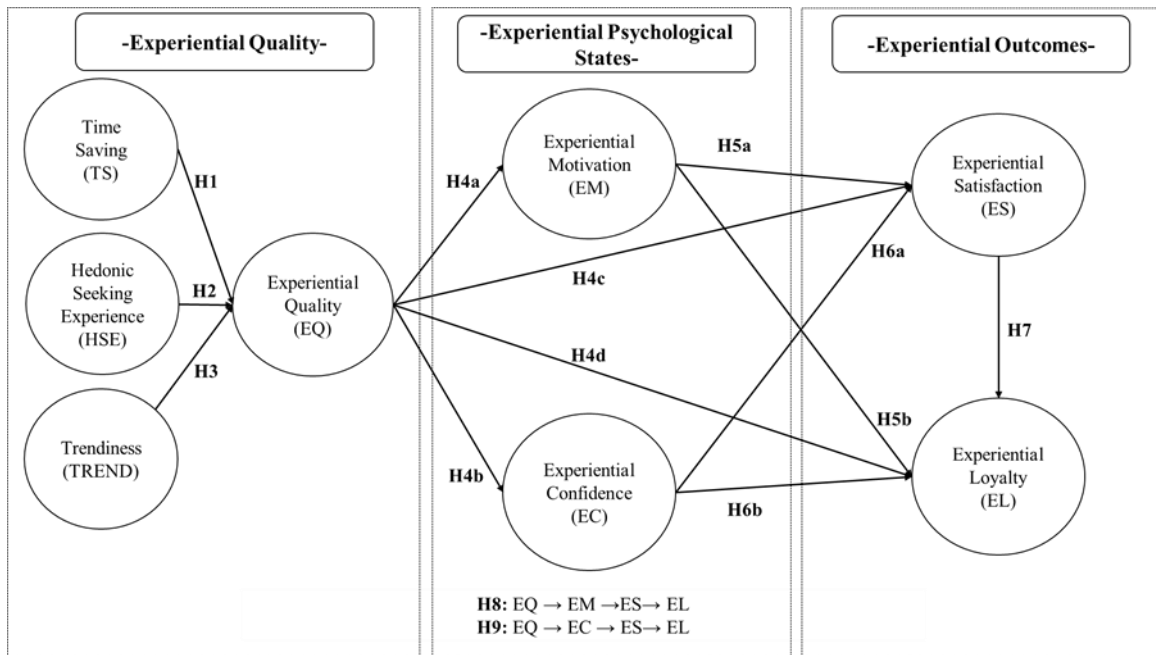 -Experiential Quality-
-Experiential Psychological
States-
-Experiential Outcomes-
Time
Saving
(TS)
H1
Hedonic
Seeking
Experience
(HSE)
H2
Trendiness
(TREND)
H3
Experiential
Quality
(EQ)
H4a
H4b
H4c
H4d
Experiential
Motivation
(EM)
Experiential
Confidence
(EC)
H5a
H5b
H6a
H6b
Experiential
Satisfaction
(ES)
H7
Experiential
Loyalty
(EL)
H8: EQ → EM →ES→ EL
H9: EQ → EC → ES→ EL